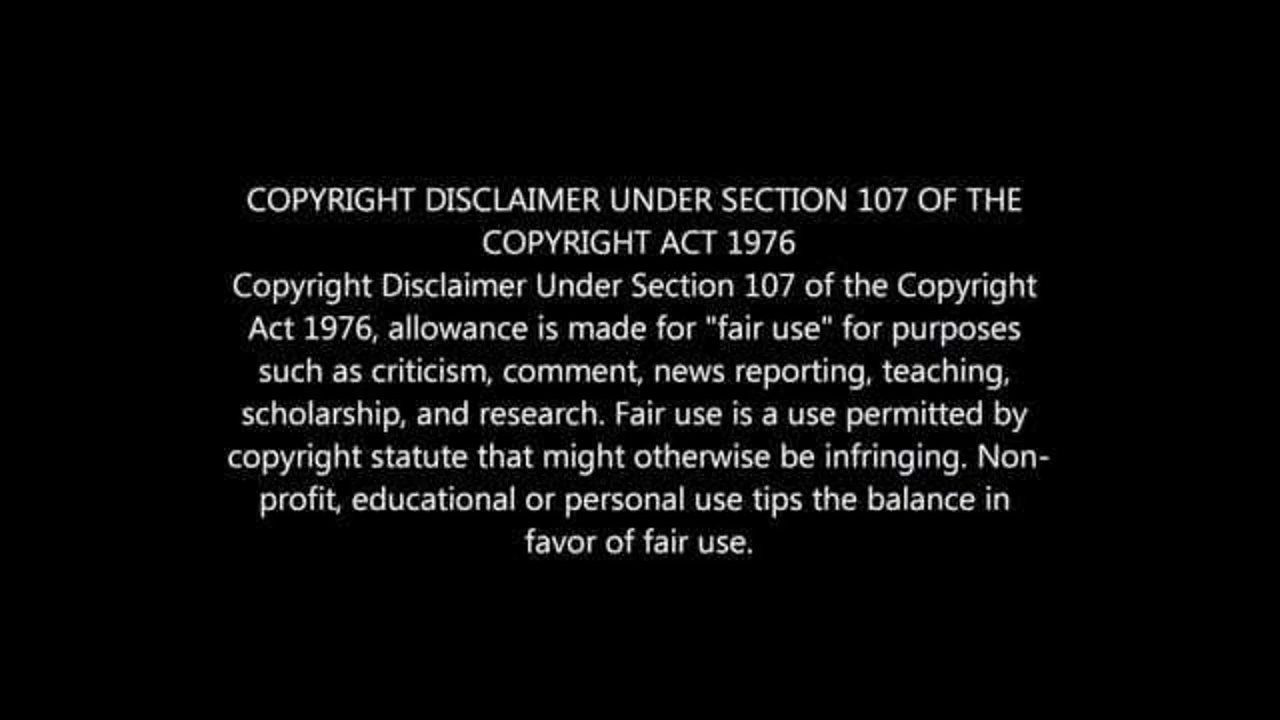 COPYRIGHT DISCLAIMER UNDER SECTION 107 OF THE
COPYRIGHT ACT 1976
Copyright Disclaimer Under Section 107 of the Copyright
Act 1976, allowance is made for "fair use" for purposes
such as criticism, comment, news reporting, teaching,
scholarship, and research. Fair use is a use permitted by
copyright statute that might otherwise be infringing. Non-
profit, educational or personal use tips the balance in
favor of fair use.